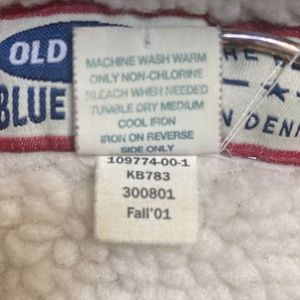 OLD
BLUE
MACHINE WASH WARM
ONLY NON-CHLORINE
BLEACH WHEN NEEDED
TUMBLE DRY MEDIUM
COOL IRON
IRON ON REVERSE
SIDE ONLY
DENI
109774-00-1
KB783
300801
Fall'01